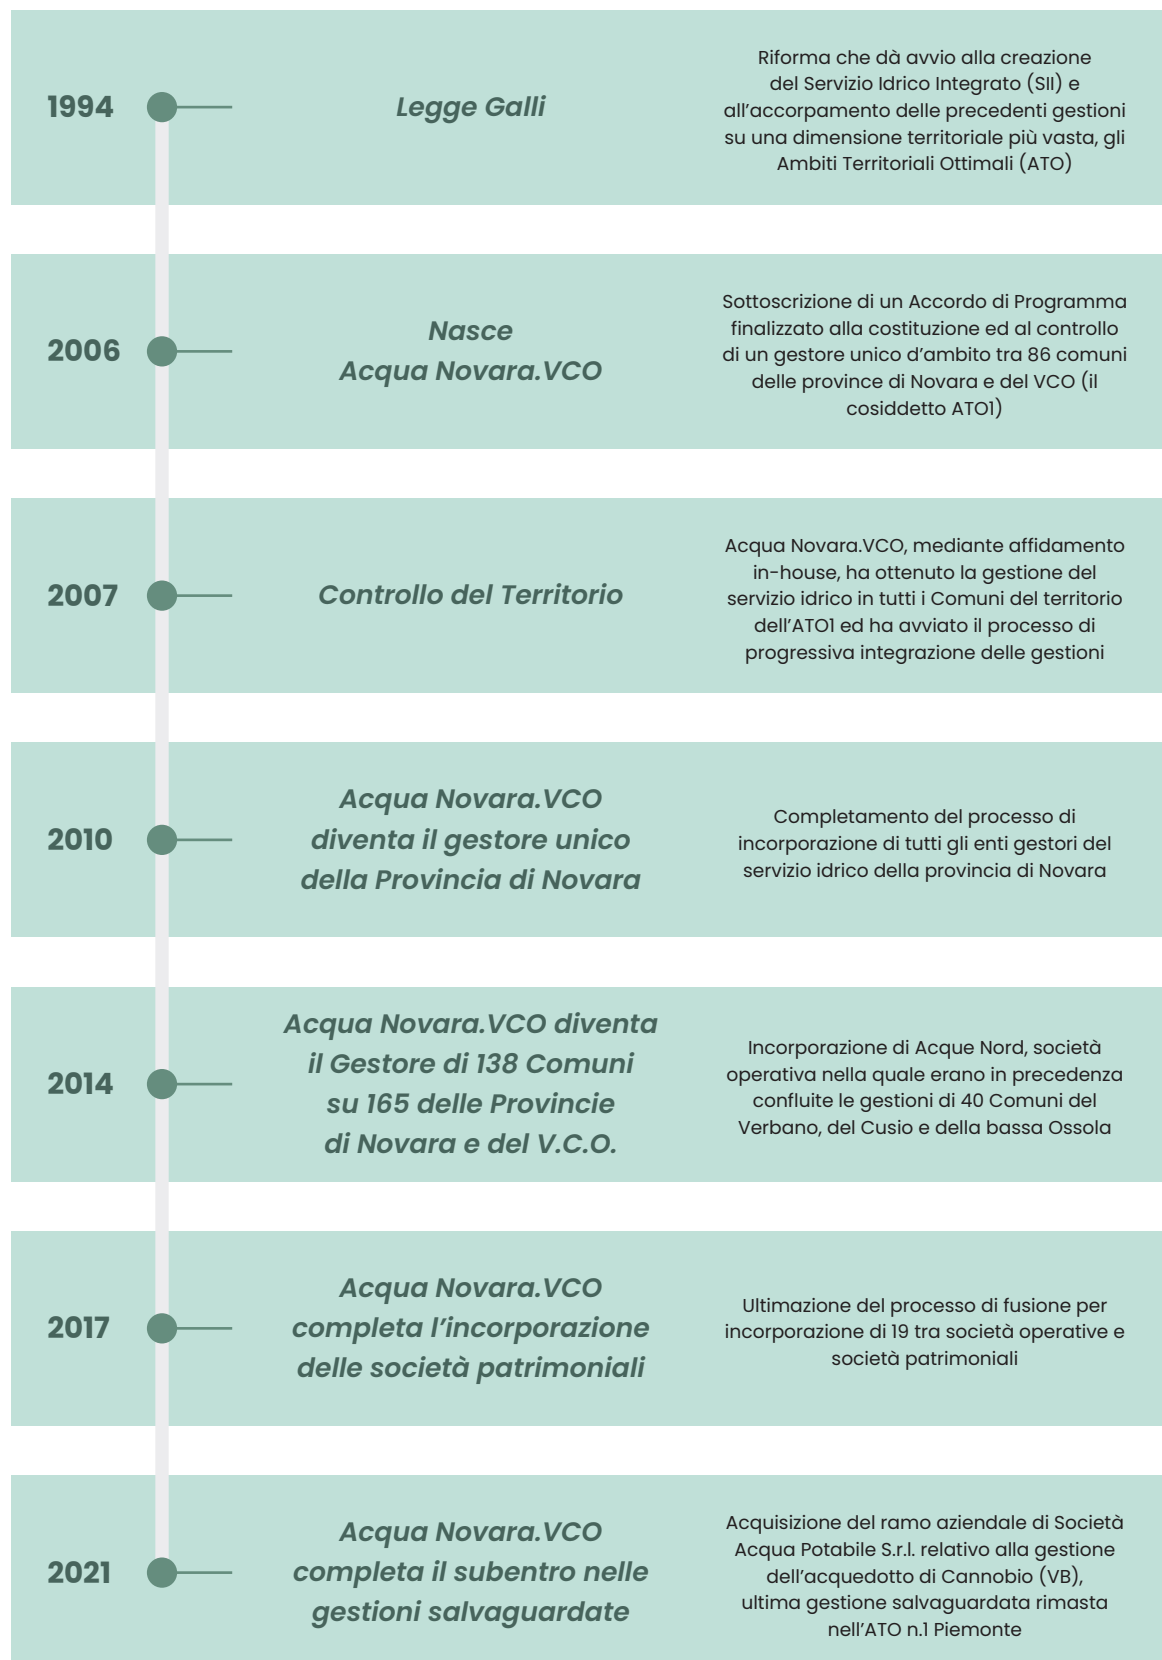 1994
Legge Galli
Riforma che dà avvio alla creazione
del Servizio Idrico Integrato (SII) e
all’accorpamento delle precedenti gestioni
su una dimensione territoriale più vasta, gli
Ambiti Territoriali Ottimali (ATO)
2006
Nasce
Acqua Novara.VCO
Sottoscrizione di un Accordo di Programma
finalizzato alla costituzione ed al controllo
di un gestore unico d’ambito tra 86 comuni
delle province di Novara e del VCO (il
cosiddetto ATO1)
2007
Controllo del Territorio
Acqua Novara.VCO, mediante affidamento
in-house, ha ottenuto la gestione del
servizio idrico in tutti i Comuni del territorio
dell’ATO1 ed ha avviato il processo di
progressiva integrazione delle gestioni
2010
Acqua Novara.VCO
diventa il gestore unico
della Provincia di Novara
Completamento del processo di
incorporazione di tutti gli enti gestori del
servizio idrico della provincia di Novara
2014
Acqua Novara.VCO diventa
il Gestore di 138 Comuni
su 165 delle Provincie
di Novara e del V.C.O.
Incorporazione di Acque Nord, società
operativa nella quale erano in precedenza
confluite le gestioni di 40 Comuni del
Verbano, del Cusio e della bassa Ossola
2017
Acqua Novara.VCO
completa l’incorporazione
delle società patrimoniali
Ultimazione del processo di fusione per
incorporazione di 19 tra società operative e
società patrimoniali
2021
Acqua Novara.VCO
completa il subentro nelle
gestioni salvaguardate
Acquisizione del ramo aziendale di Società
Acqua Potabile S.r.l. relativo alla gestione
dell’acquedotto di Cannobio (VB),
ultima gestione salvaguardata rimasta
nell’ATO n.1 Piemonte